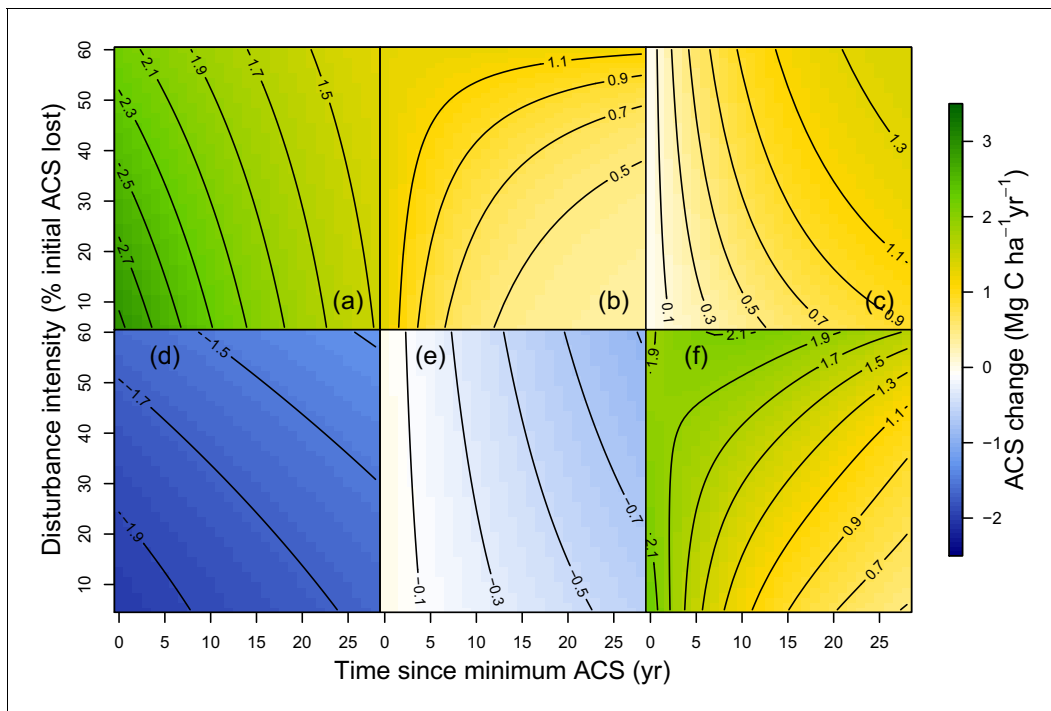 Disturbance intensity (% initial ACS lost)
10 20 30 40 50 60
10 20 30 40 50 60
2.1 1.9 1.7 1.5
2.3
2.5
2.7
(a)
1.1
0.9
0.7
0.5
(b)
1.3
1.1
0.1 0.3 0.5 0.7 0.9
(c)
(d)
−1.5
−1.7
−1.9
(e)
−0.1 −0.3 −0.5 −0.7
1.9 2.1 1.9
(f)
1.7
1.5
1.3
1.1
2.1
0.9
0.7
0 5 10 15 20 25
0 5 10 15 20 25
0 5 10 15 20 25
Time since minimum ACS (yr)
3
2
1
0
−1
−2
ACS change (Mg C ha−1yr−1)